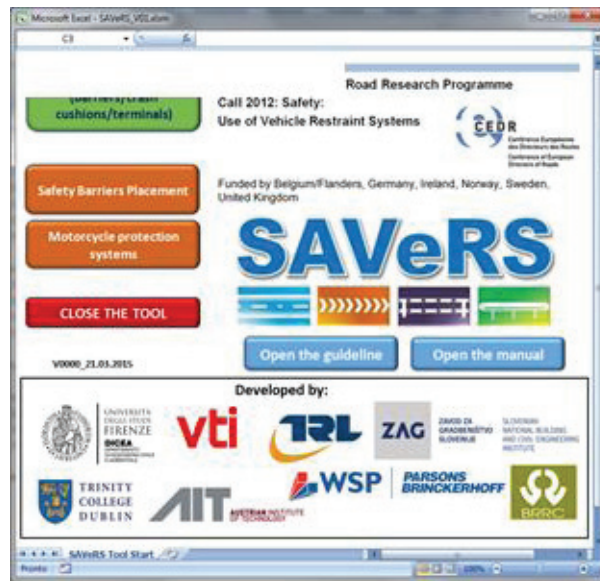 Microsoft Excel - SAVeRS_V01.xlsm
C3
fx
Road Research Programme
(barriers/crash
cushions/terminals)
Call 2012: Safety:
Use of Vehicle Restraint Systems
CEDR
Conférence Européenne
des Directeurs des Routes
Conference of European
Directors of Roads
Safety Barriers Placement
Funded by Belgium/Flanders, Germany, Ireland, Norway, Sweden,
United Kingdom
Motorcycle protection
systems
SAVeRS
CLOSE THE TOOL
Open the guideline
Open the manual
V0000_21.03.2015
Developed by:
UNIVERSITÀ
DEGLI STUDI
FIRENZE
DICEA
vti
TRL
ZAG
ZAVOD ZA
GRADBENIŠTVO
SLOVENIJE
SLOVENIAN
NATIONAL BUILDING
AND CIVIL ENGINEERING
INSTITUTE
TRINITY
COLLEGE
DUBLIN
AIT
AUSTRIAN INSTITUTE
OF TECHNOLOGY
WSP
PARSONS
BRINCKERHOFF
BRRC
SAVeRS Tool Start
Pronto
100%